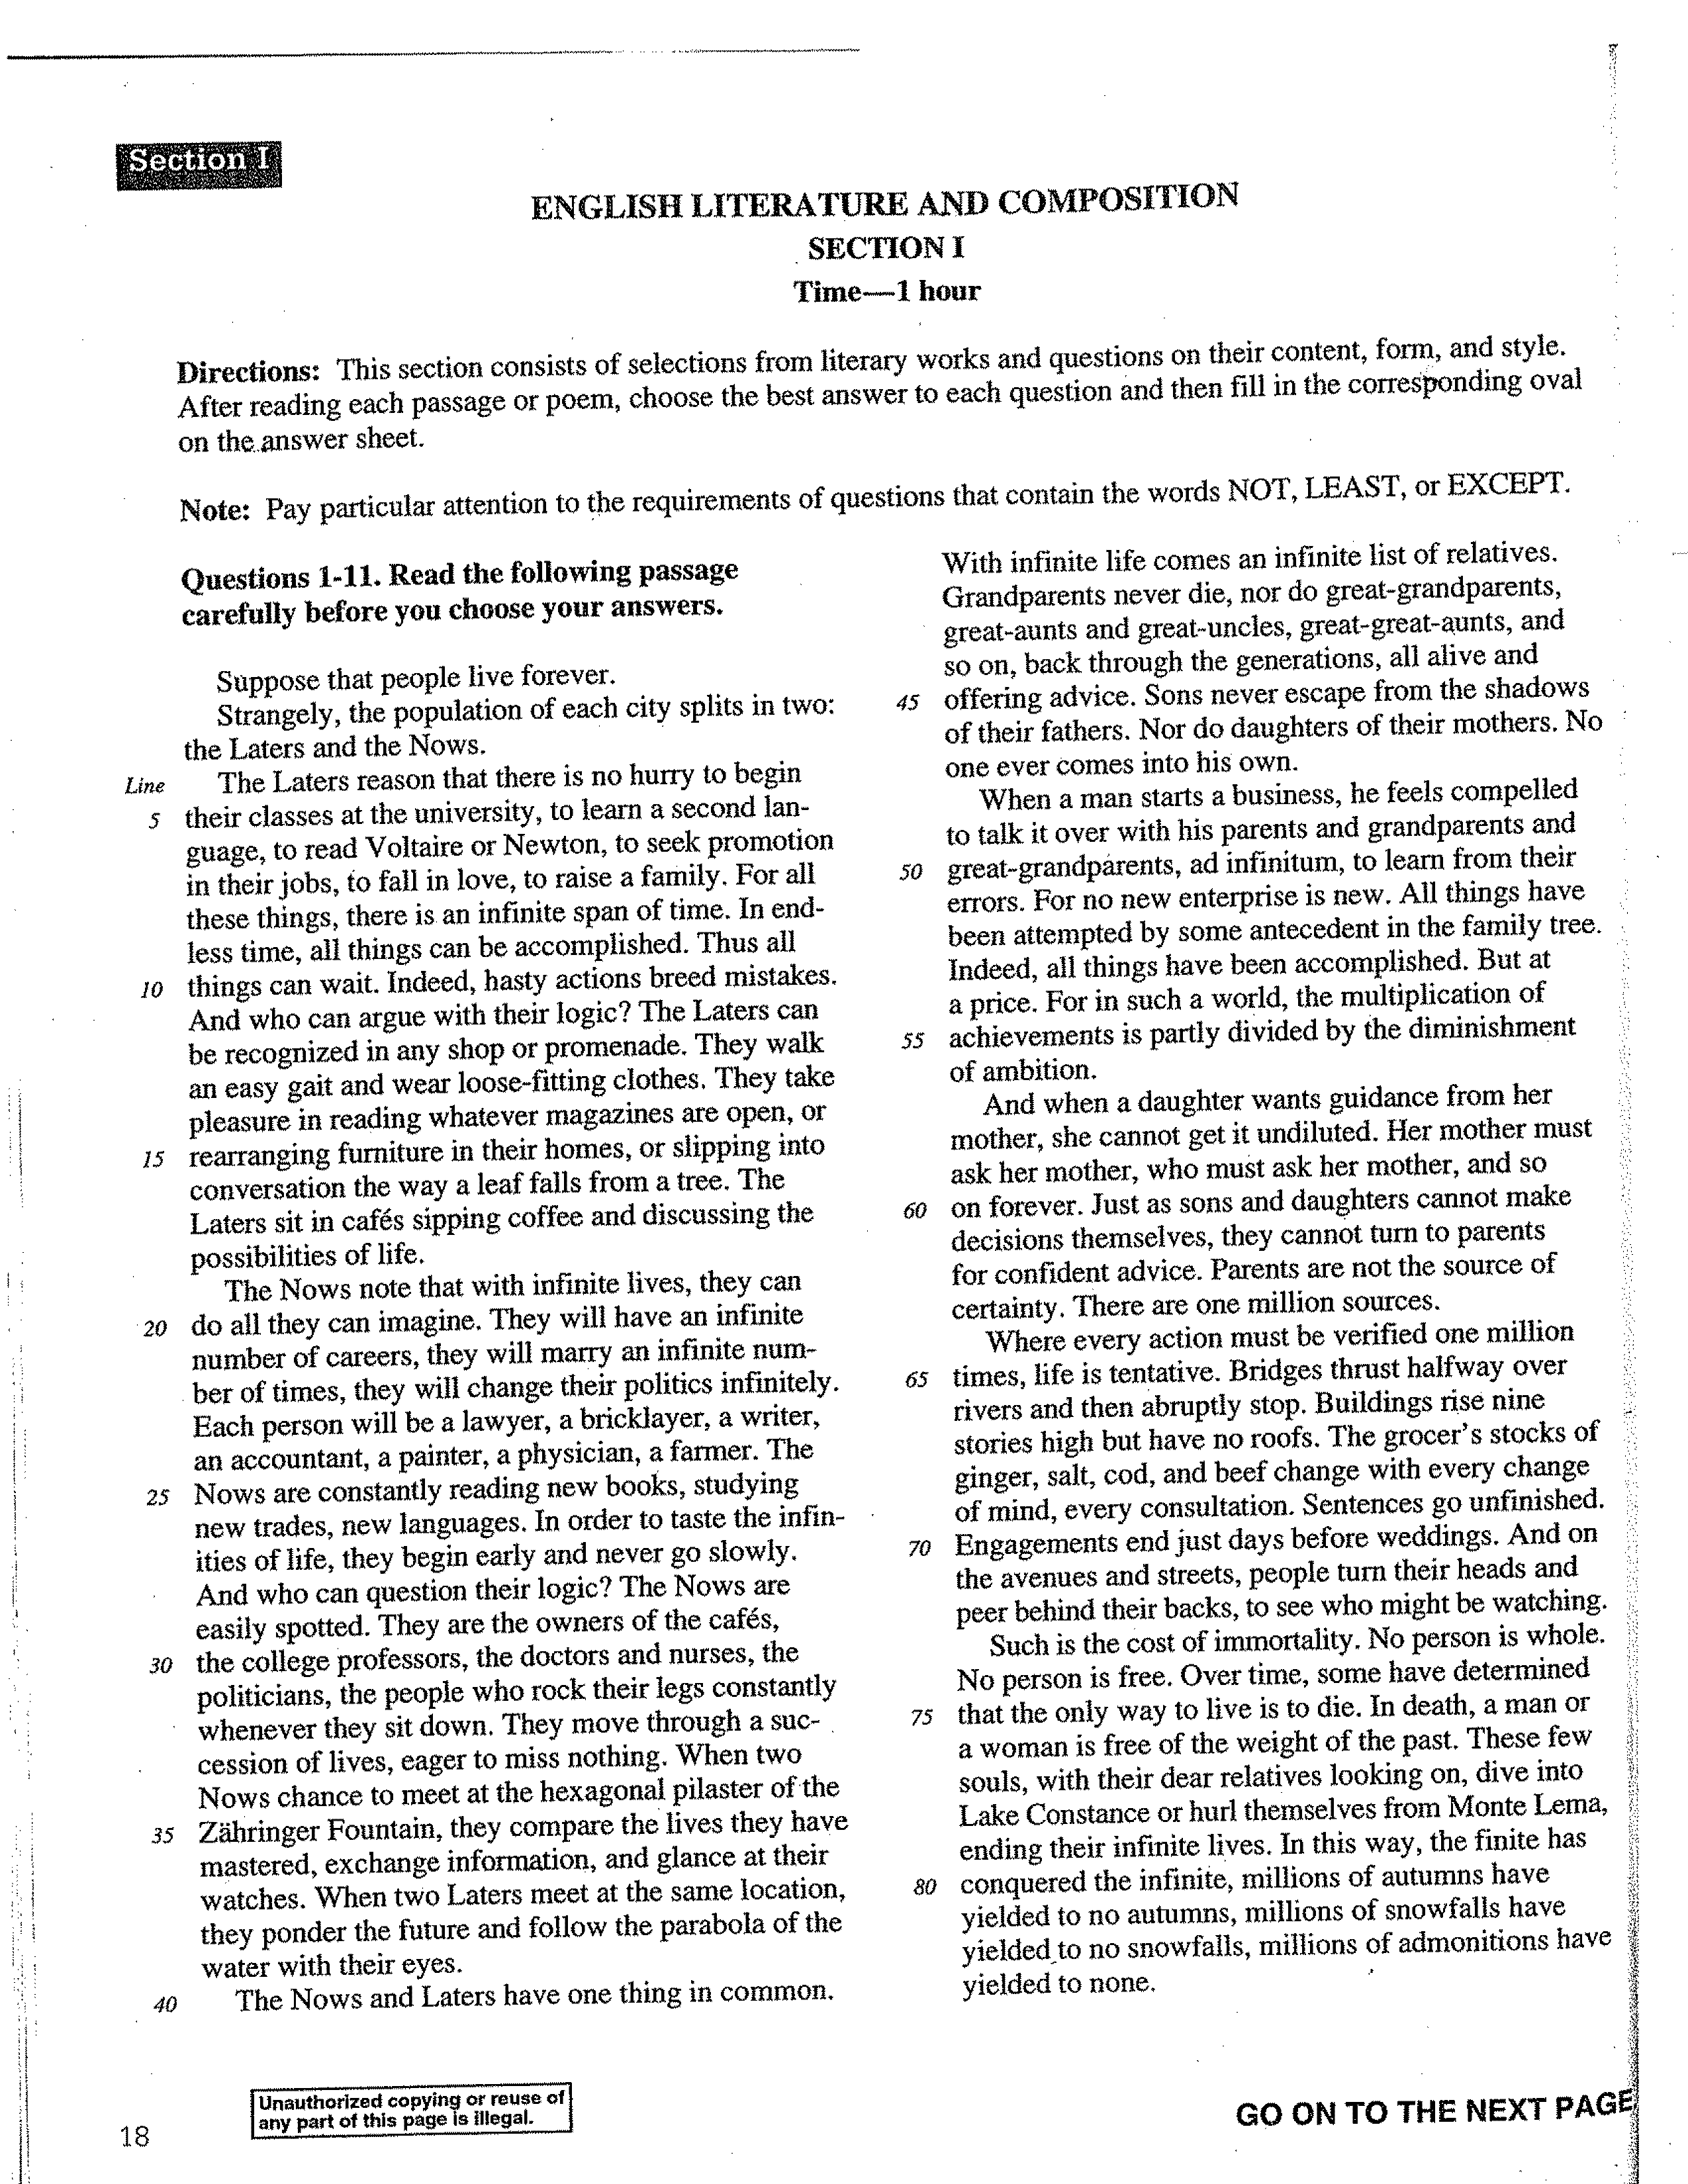 Section I
ENGLISH LITERATURE AND COMPOSITION
SECTION I
Time—1 hour
Directions: This section consists of selections from literary works and questions on their content, form, and style.
After reading each passage or poem, choose the best answer to each question and then fill in the corresponding oval
on the answer sheet.
Note: Pay particular attention to the requirements of questions that contain the words NOT, LEAST, or EXCEPT.
Questions 1-11. Read the following passage
carefully before you choose your answers.
Suppose that people live forever.
Strangely, the population of each city splits in two:
the Laters and the Nows.
Line The Laters reason that there is no hurry to begin
5 their classes at the university, to learn a second lan-
guage, to read Voltaire or Newton, to seek promotion
in their jobs, to fall in love, to raise a family. For all
these things, there is an infinite span of time. In end-
less time, all things can be accomplished. Thus all
10 things can wait. Indeed, hasty actions breed mistakes.
And who can argue with their logic? The Laters can
be recognized in any shop or promenade. They walk
an easy gait and wear loose-fitting clothes. They take
pleasure in reading whatever magazines are open, or
15 rearranging furniture in their homes, or slipping into
conversation the way a leaf falls from a tree. The
Laters sit in cafés sipping coffee and discussing the
possibilities of life.
The Nows note that with infinite lives, they can
20 do all they can imagine. They will have an infinite
number of careers, they will marry an infinite num-
ber of times, they will change their politics infinitely.
Each person will be a lawyer, a bricklayer, a writer,
an accountant, a painter, a physician, a farmer. The
25 Nows are constantly reading new books, studying
new trades, new languages. In order to taste the infin-
ities of life, they begin early and never go slowly.
And who can question their logic? The Nows are
easily spotted. They are the owners of the cafés,
30 the college professors, the doctors and nurses, the
politicians, the people who rock their legs constantly
whenever they sit down. They move through a suc-
cession of lives, eager to miss nothing. When two
Nows chance to meet at the hexagonal pilaster of the
35 Zähringer Fountain, they compare the lives they have
mastered, exchange information, and glance at their
watches. When two Laters meet at the same location,
they ponder the future and follow the parabola of the
water with their eyes.
40 The Nows and Laters have one thing in common.
With infinite life comes an infinite list of relatives.
Grandparents never die, nor do great-grandparents,
great-aunts and great-uncles, great-great-aunts, and
so on, back through the generations, all alive and
45 offering advice. Sons never escape from the shadows
of their fathers. Nor do daughters of their mothers. No
one ever comes into his own.
When a man starts a business, he feels compelled
to talk it over with his parents and grandparents and
50 great-grandparents, ad infinitum, to learn from their
errors. For no new enterprise is new. All things have
been attempted by some antecedent in the family tree.
Indeed, all things have been accomplished. But at
a price. For in such a world, the multiplication of
55 achievements is partly divided by the diminishment
of ambition.
And when a daughter wants guidance from her
mother, she cannot get it undiluted. Her mother must
ask her mother, who must ask her mother, and so
60 on forever. Just as sons and daughters cannot make
decisions themselves, they cannot turn to parents
for confident advice. Parents are not the source of
certainty. There are one million sources.
Where every action must be verified one million
65 times, life is tentative. Bridges thrust halfway over
rivers and then abruptly stop. Buildings rise nine
stories high but have no roofs. The grocer's stocks of
ginger, salt, cod, and beef change with every change
of mind, every consultation. Sentences go unfinished.
70 Engagements end just days before weddings. And on
the avenues and streets, people turn their heads and
peer behind their backs, to see who might be watching.
Such is the cost of immortality. No person is whole.
No person is free. Over time, some have determined
75 that the only way to live is to die. In death, a man or
a woman is free of the weight of the past. These few
souls, with their dear relatives looking on, dive into
Lake Constance or hurl themselves from Monte Lema,
ending their infinite lives. In this way, the finite has
80 conquered the infinite, millions of autumns have
yielded to no autumns, millions of snowfalls have
yielded to no snowfalls, millions of admonitions have
yielded to none.
Unauthorized copying or reuse of
any part of this page is illegal.
GO ON TO THE NEXT PAGE
18